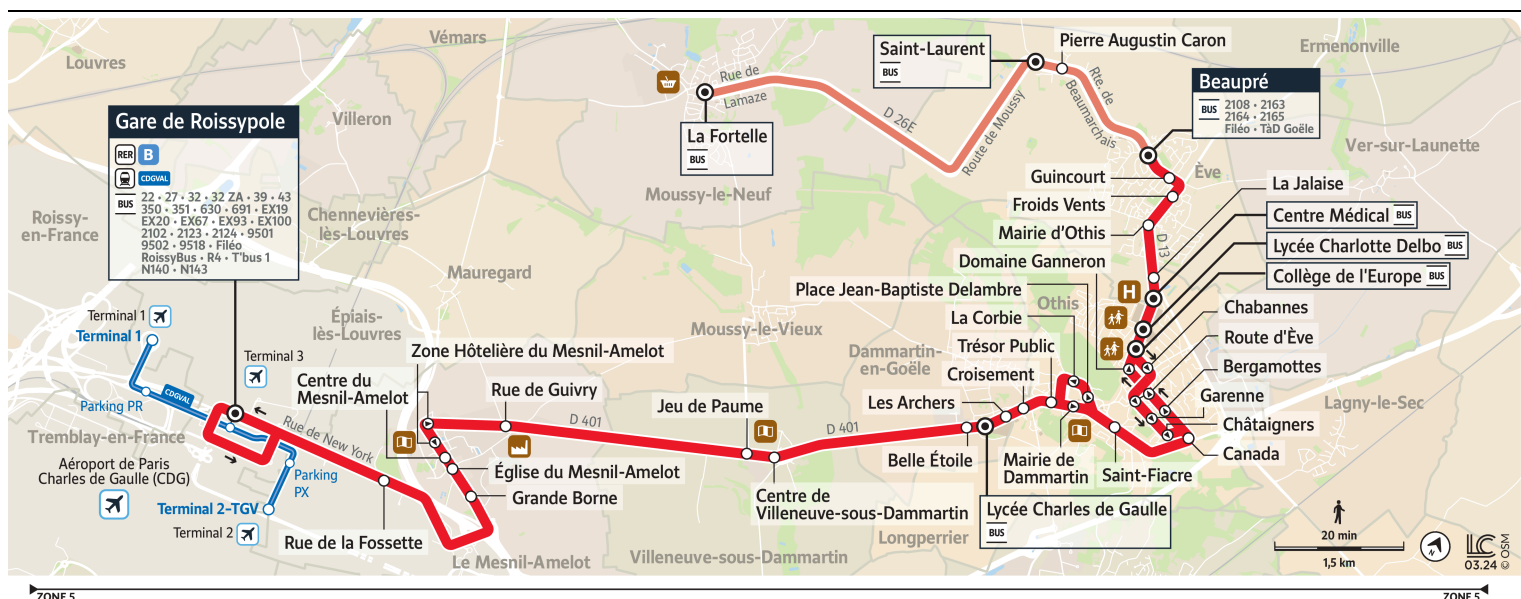 Louvres
Vémars
Villeron
Roissy-
en-France
Chennevières-
lès-Louvres
Mauregard
Épiais-
lès-Louvres
Tremblay-en-France
Le Mesnil-Amelot
Moussy-le-Neuf
Moussy-le-Vieux
Villeneuve-sous-Dammartin
Longperrier
Dammartin-
en-Goële
Othis
Ève
Ermenonville
Ver-sur-Launette
Lagny-le-Sec
Gare de Roissypole
RER B
CDGVAL
BUS
22 • 27 • 32 • 32 ZA • 39 • 43
350 • 351 • 630 • 691 • EX19
EX20 • EX67 • EX93 • EX100
2102 • 2123 • 2124 • 9501
9502 • 9518 • Filéo
RoissyBus • R4 • T'bus 1
N140 • N143
Terminal 1
Terminal 1
Parking PR
CDGVAL
Terminal 3
Aéroport de Paris
Charles de Gaulle (CDG)
Parking
PX
Terminal 2-TGV
Terminal 2
Rue de New York
Rue de la Fossette
Centre du
Mesnil-Amelot
Zone Hôtelière du Mesnil-Amelot
Église du Mesnil-Amelot
Grande Borne
Rue de Guivry
D 401
Jeu de Paume
Centre de
Villeneuve-sous-Dammartin
D 401
Belle Étoile
Lycée Charles de Gaulle
BUS
Les Archers
Croisement
Trésor Public
La Corbie
Place Jean-Baptiste Delambre
Domaine Ganneron
Mairie de
Dammartin
Saint-Fiacre
Canada
Châtaigners
Garenne
Bergamottes
Route d'Ève
Chabannes
Collège de l'Europe BUS
Lycée Charlotte Delbo BUS
Centre Médical BUS
La Jalaise
H
D 13
Mairie d'Othis
Froids Vents
Guincourt
Beaupré
BUS
2108 • 2163
2164 • 2165
Filéo • TàD Goële
Rte. de
Beaumarchais
Pierre Augustin Caron
Saint-Laurent
BUS
Route de Moussy
D 26E
Rue de
Lamaze
La Fortelle
BUS
20 min
1,5 km
N
LC
03.24
© OSM
ZONE 5
ZONE 5